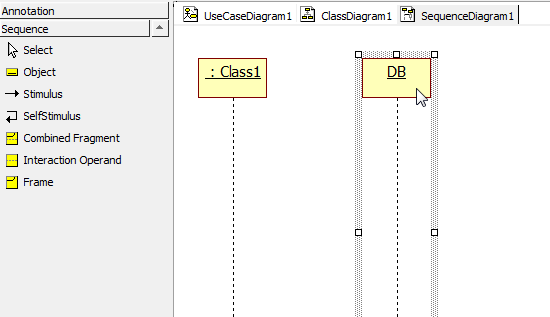 Annotation
Sequence
Select
Object
Stimulus
SelfStimulus
Combined Fragment
Interaction Operand
Frame
UseCaseDiagram1
ClassDiagram1
SequenceDiagram1
: Class1
DB